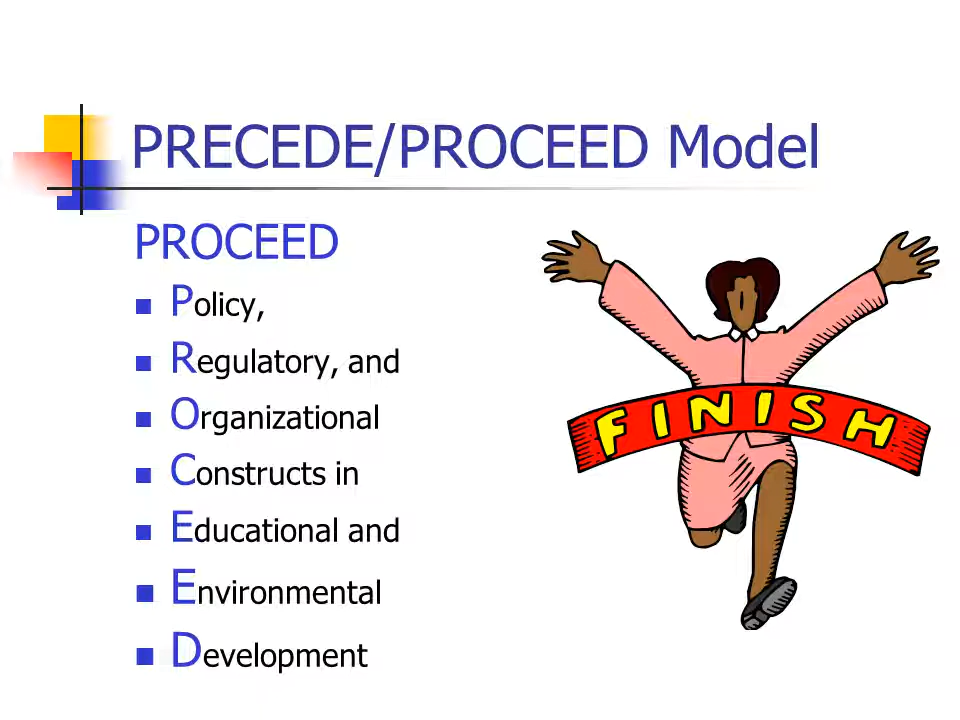 PRECEDE/PROCEED Model
PROCEED
Policy,
Regulatory, and
Organizational
Constructs in
Educational and
Environmental
Development
FINISH